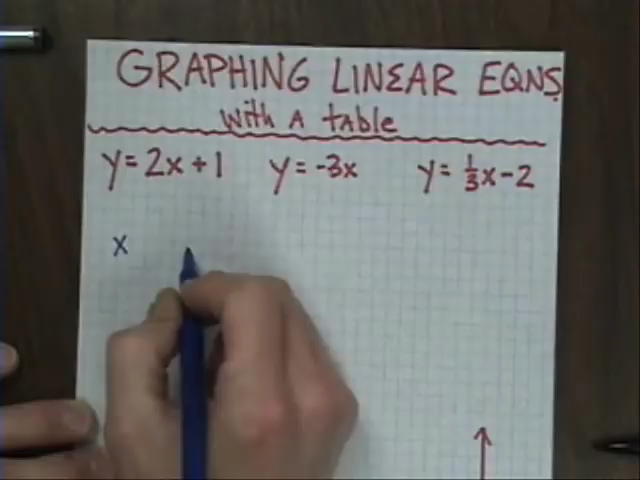 GRAPHING LINEAR EQNS.
with A table
y=2x+1 y=-3x y=1/3x-2
x